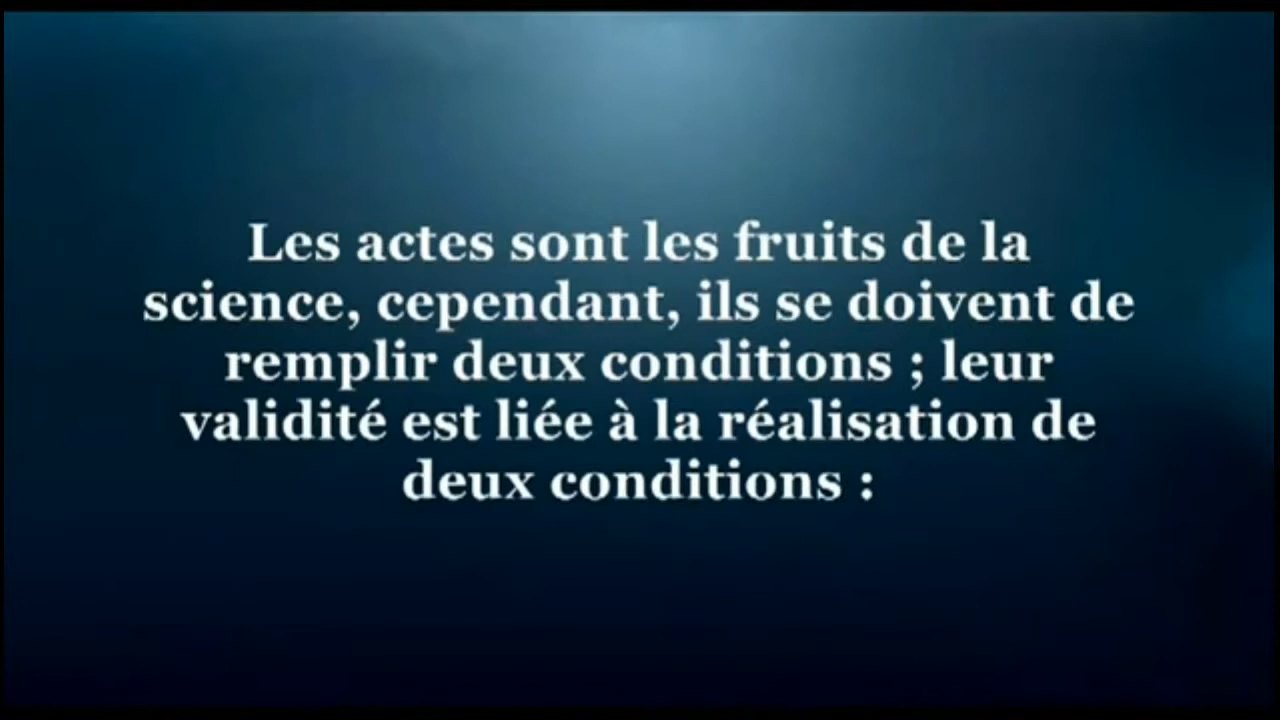 Les actes sont les fruits de la
science, cependant, ils se doivent de
remplir deux conditions ; leur
validité est liée à la réalisation de
deux conditions :